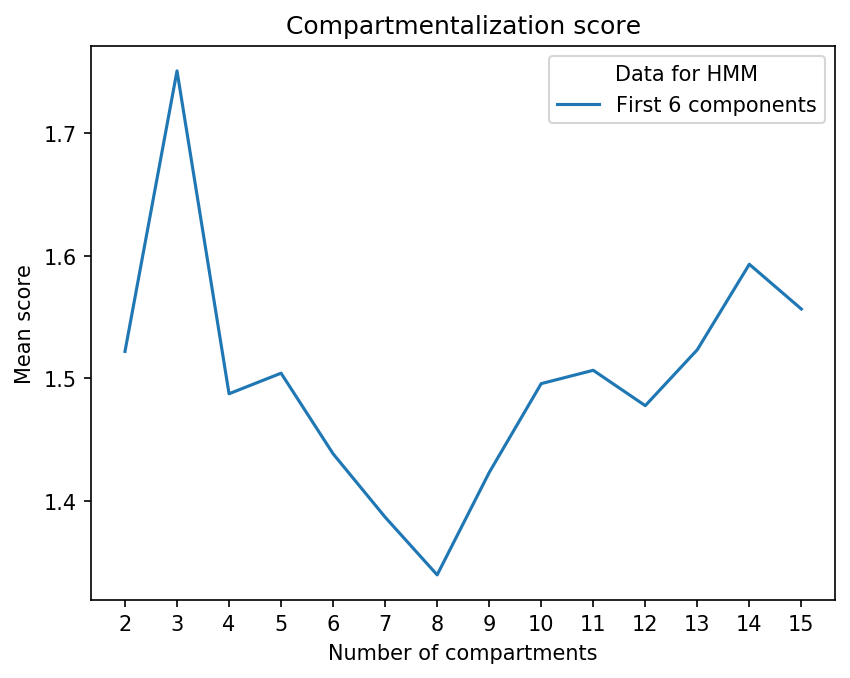 Compartmentalization score
Data for HMM
First 6 components
Mean score
1.7
1.6
1.5
1.4
2 3 4 5 6 7 8 9 10 11 12 13 14 15
Number of compartments